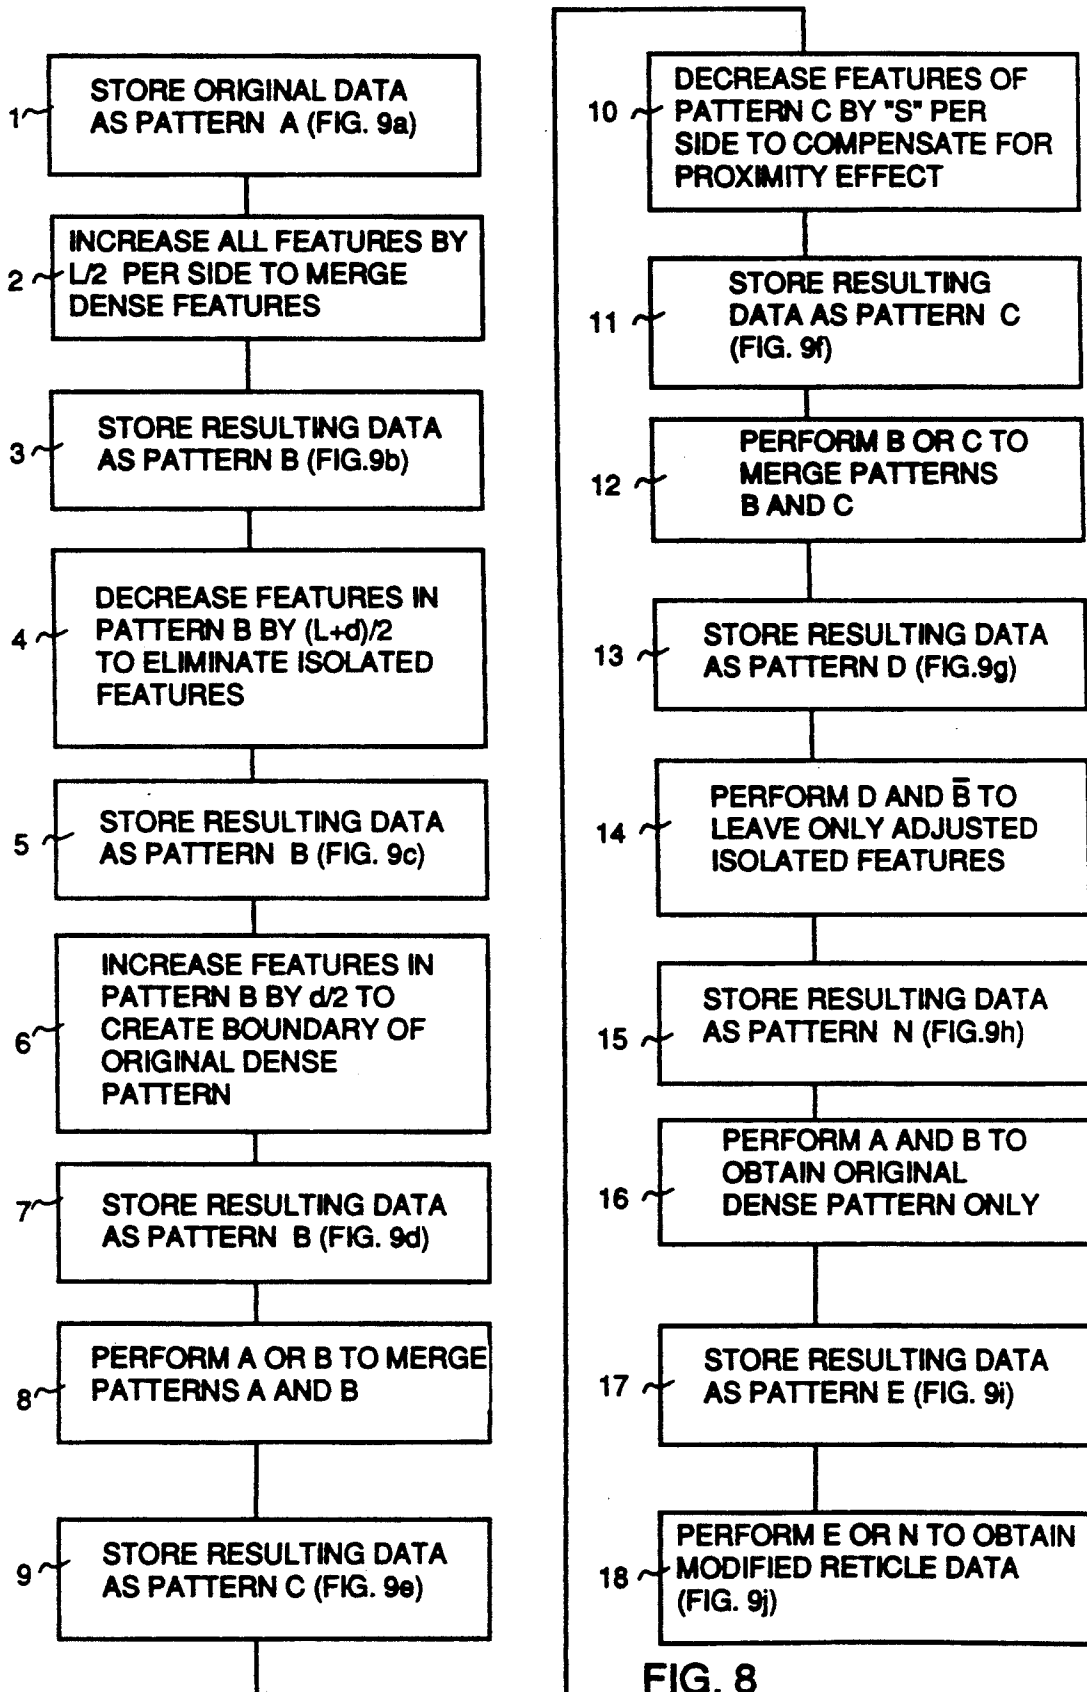 1
STORE ORIGINAL DATA
AS PATTERN A (FIG. 9a)
2
INCREASE ALL FEATURES BY
L/2 PER SIDE TO MERGE
DENSE FEATURES
3
STORE RESULTING DATA
AS PATTERN B (FIG.9b)
4
DECREASE FEATURES IN
PATTERN B BY (L+d)/2
TO ELIMINATE ISOLATED
FEATURES
5
STORE RESULTING DATA
AS PATTERN B (FIG. 9c)
6
INCREASE FEATURES IN
PATTERN B BY d/2 TO
CREATE BOUNDARY OF
ORIGINAL DENSE
PATTERN
7
STORE RESULTING DATA
AS PATTERN B (FIG. 9d)
8
PERFORM A OR B TO MERGE
PATTERNS A AND B
9
STORE RESULTING DATA
AS PATTERN C (FIG. 9e)
10
DECREASE FEATURES OF
PATTERN C BY "S" PER
SIDE TO COMPENSATE FOR
PROXIMITY EFFECT
11
STORE RESULTING
DATA AS PATTERN C
(FIG. 9f)
12
PERFORM B OR C TO
MERGE PATTERNS
B AND C
13
STORE RESULTING DATA
AS PATTERN D (FIG.9g)
14
PERFORM D AND B̅ TO
LEAVE ONLY ADJUSTED
ISOLATED FEATURES
15
STORE RESULTING DATA
AS PATTERN N (FIG.9h)
16
PERFORM A AND B TO
OBTAIN ORIGINAL
DENSE PATTERN ONLY
17
STORE RESULTING DATA
AS PATTERN E (FIG. 9i)
18
PERFORM E OR N TO OBTAIN
MODIFIED RETICLE DATA
(FIG. 9j)
FIG. 8